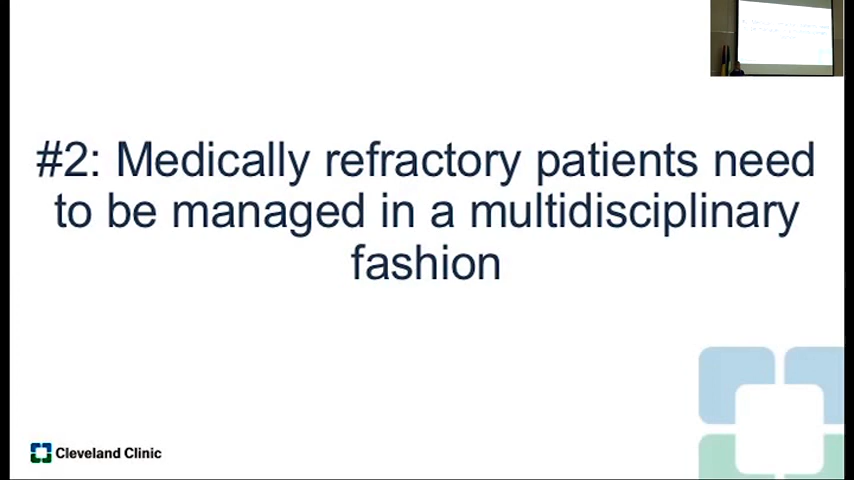 #2: Medically refractory patients need
to be managed in a multidisciplinary
fashion
Cleveland Clinic